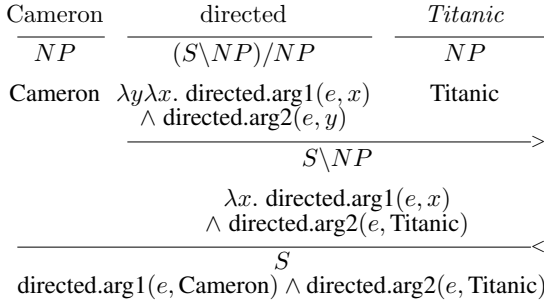 Cameron directed Titanic
NP (S\NP)/NP NP
Cameron λyλx. directed.arg1(e, x) Titanic
∧ directed.arg2(e, y)
>
S\NP
λx. directed.arg1(e, x)
∧ directed.arg2(e, Titanic)
<
S
directed.arg1(e, Cameron) ∧ directed.arg2(e, Titanic)